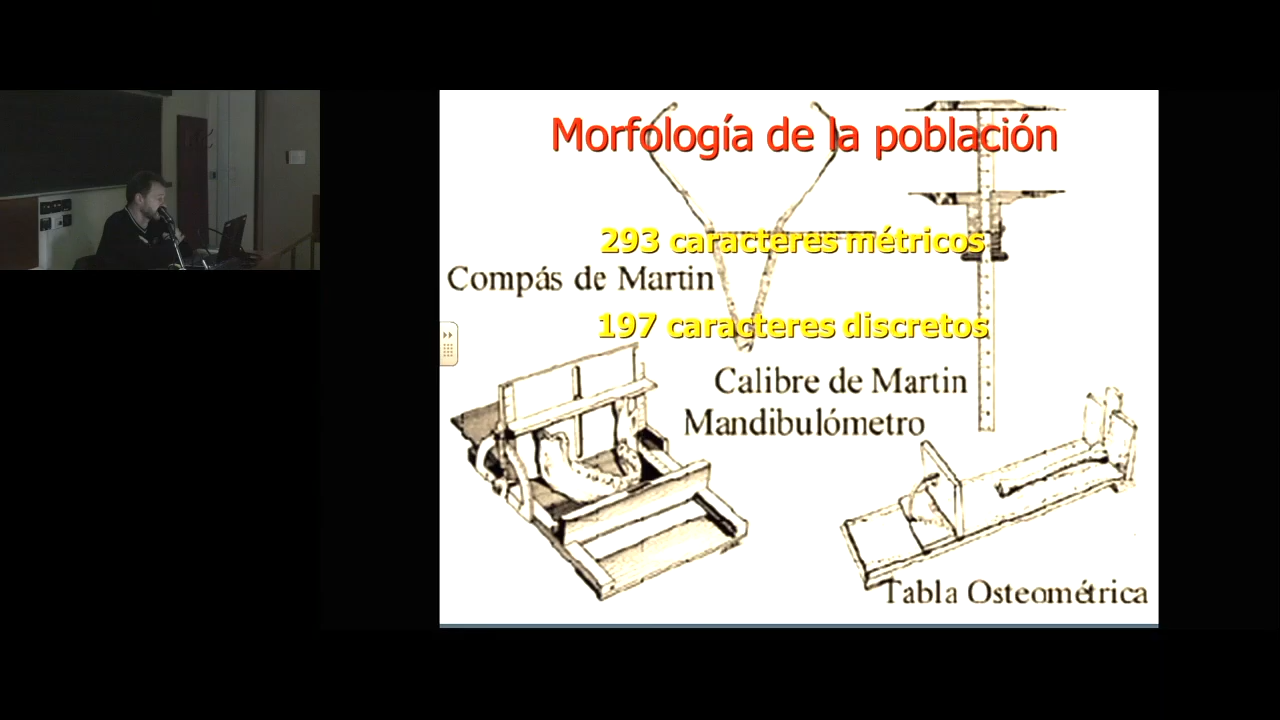 Morfología de la población
293 caracteres métricos
Compás de Martin
197 caracteres discretos
Calibre de Martin
Mandibulómetro
Tabla Osteométrica